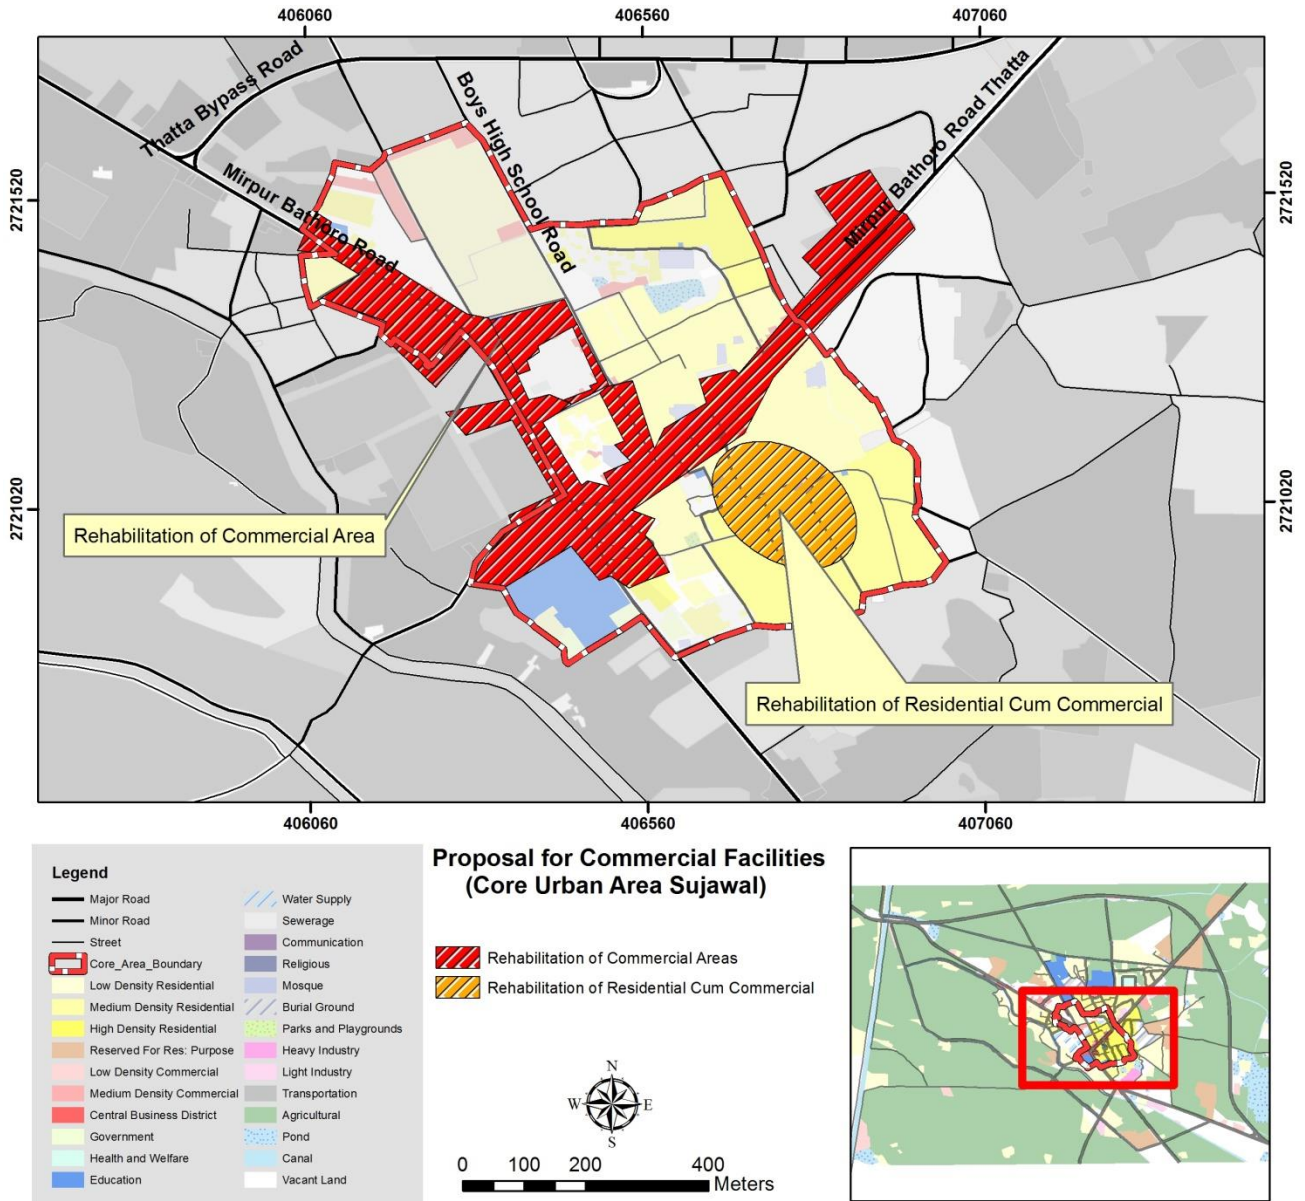 406060
406560
407060
Thatta Bypass Road
Boys High School Road
Mirpur Bathoro Road Thatta
Mirpur Bathoro Road
2721520
2721520
2721020
2721020
Rehabilitation of Commercial Area
Rehabilitation of Residential Cum Commercial
406060
406560
407060
Legend
Major Road
Minor Road
Street
Core_Area_Boundary
Low Density Residential
Medium Density Residential
High Density Residential
Reserved For Res: Purpose
Low Density Commercial
Medium Density Commercial
Central Business District
Government
Health and Welfare
Education
Water Supply
Sewerage
Communication
Religious
Mosque
Burial Ground
Parks and Playgrounds
Heavy Industry
Light Industry
Transportation
Agricultural
Pond
Canal
Vacant Land
Proposal for Commercial Facilities
(Core Urban Area Sujawal)
Rehabilitation of Commercial Areas
Rehabilitation of Residential Cum Commercial
N
W
E
S
0 100 200 400
Meters